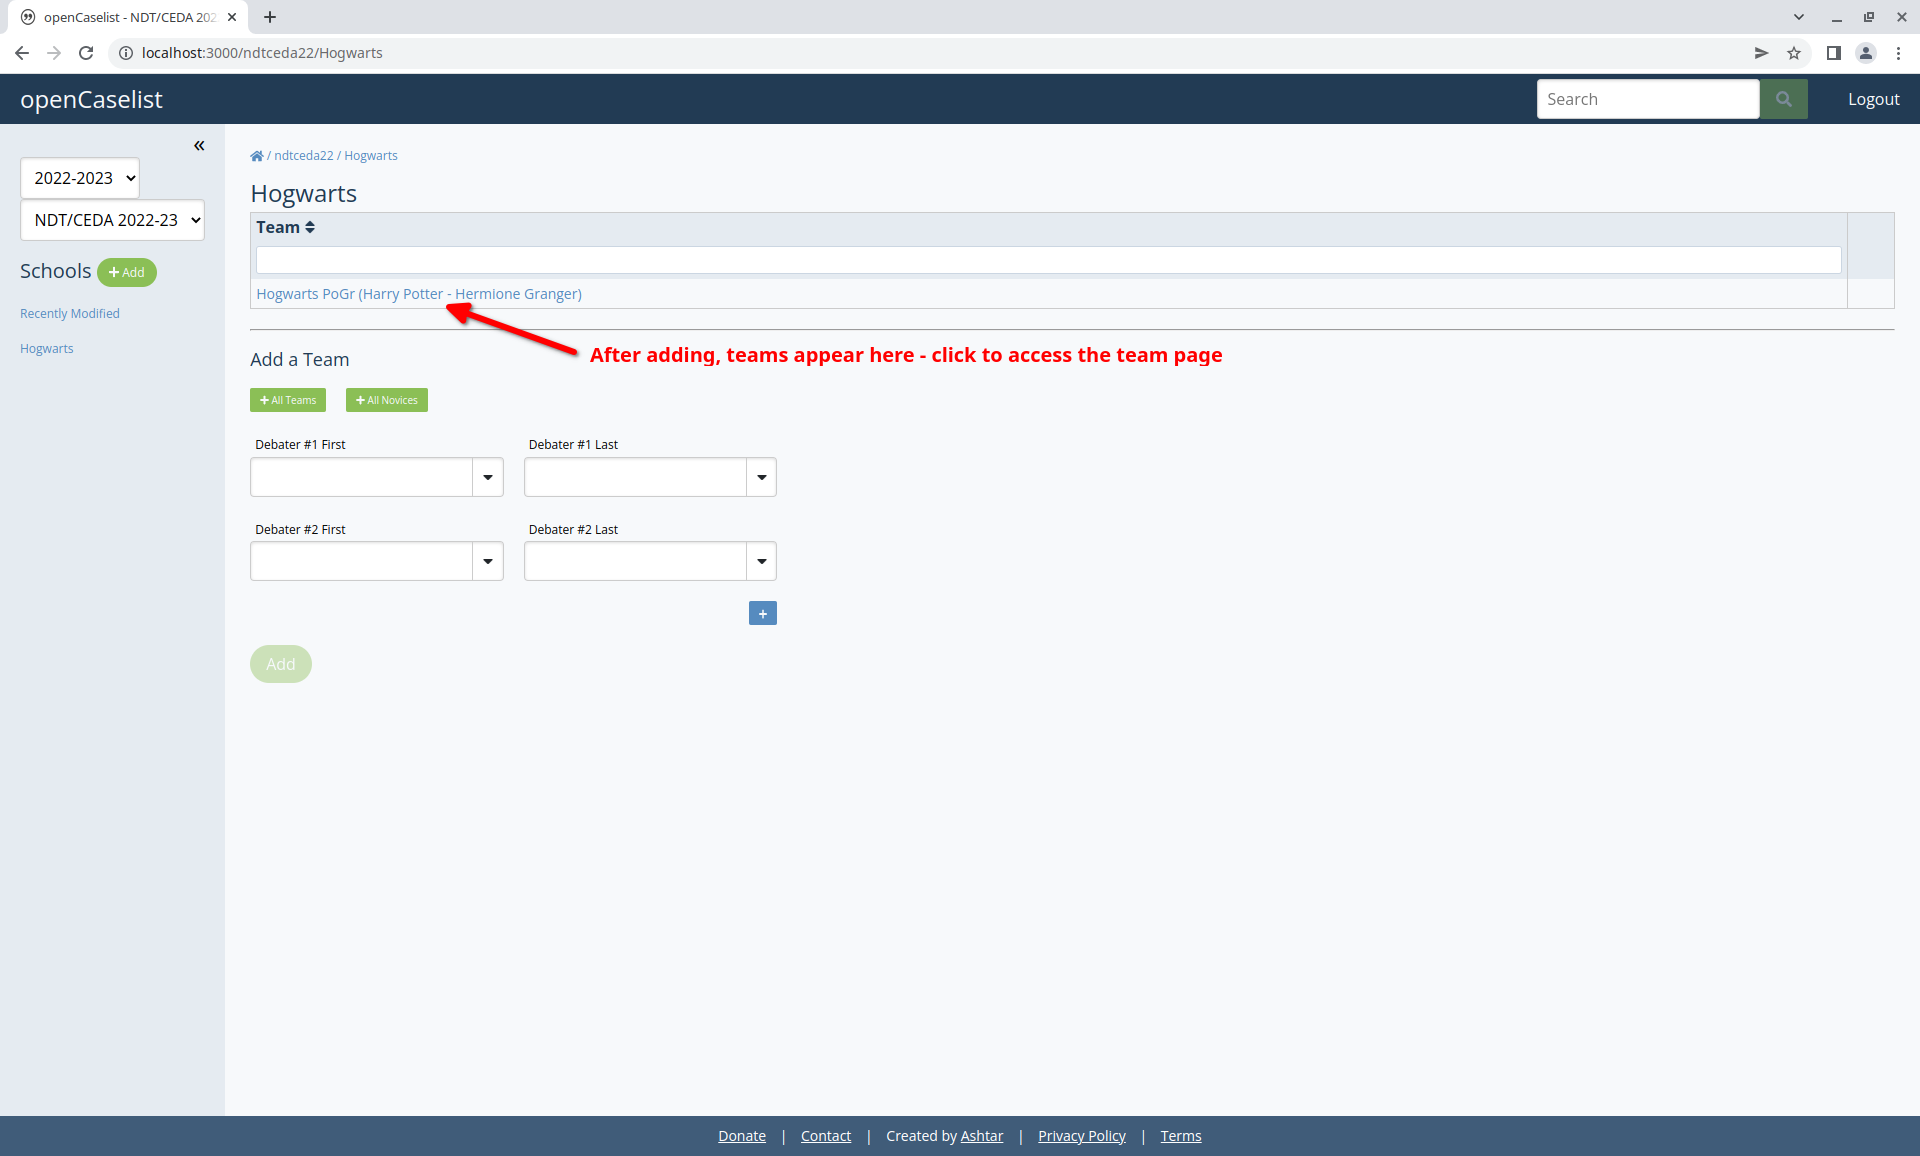 openCaselist - NDT/CEDA 202
localhost:3000/ndtceda22/Hogwarts
openCaselist
Search
Logout
«
2022-2023
NDT/CEDA 2022-23
Schools
+ Add
Recently Modified
Hogwarts
/ ndtceda22 / Hogwarts
Hogwarts
Team
Hogwarts PoGr (Harry Potter - Hermione Granger)
After adding, teams appear here - click to access the team page
Add a Team
+ All Teams
+ All Novices
Debater #1 First
Debater #1 Last
Debater #2 First
Debater #2 Last
+
Add
Donate | Contact | Created by Ashtar | Privacy Policy | Terms